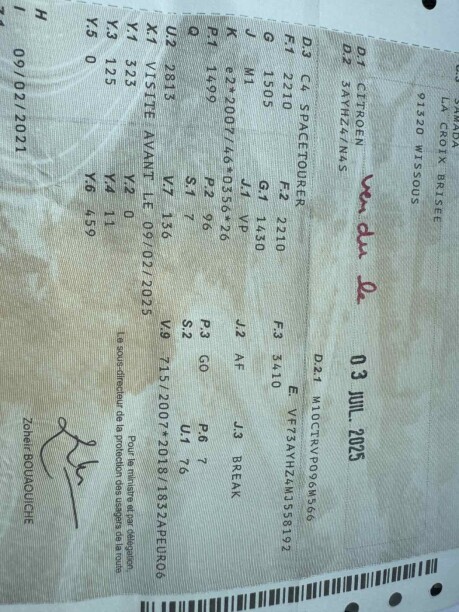 SAMADA
LA CROIX BRISEE
91320 WISSOUS
D.1 CITROEN vendu le 03 JUIL. 2025
D.2 3AYHZ4/N4S D.2.1 M10CTRVP096M566
D.3 C4 SPACETOURER E. VF73AYHZ4MJ558192
F.1 2210 F.2 2210 F.3 3410
G 1505 G.1 1430
J M1 J.1 VP J.2 AF J.3 BREAK
K e2*2007/46*0356*26
P.1 1499 P.2 96 P.3 GO P.6 7
Q S.1 7 S.2 U.1 76
U.2 2813 V.7 136 V.9 715/2007*2018/1832APEURO6
X.1 VISITE AVANT LE 09/02/2025
Y.1 323 Y.2 0
Y.3 125 Y.4 11
Y.5 0 Y.6 459
Pour le ministre et par délégation,
Le sous-directeur de la protection des usagers de la route
Zoheir BOUAOUICHE
H
I 09/02/2021